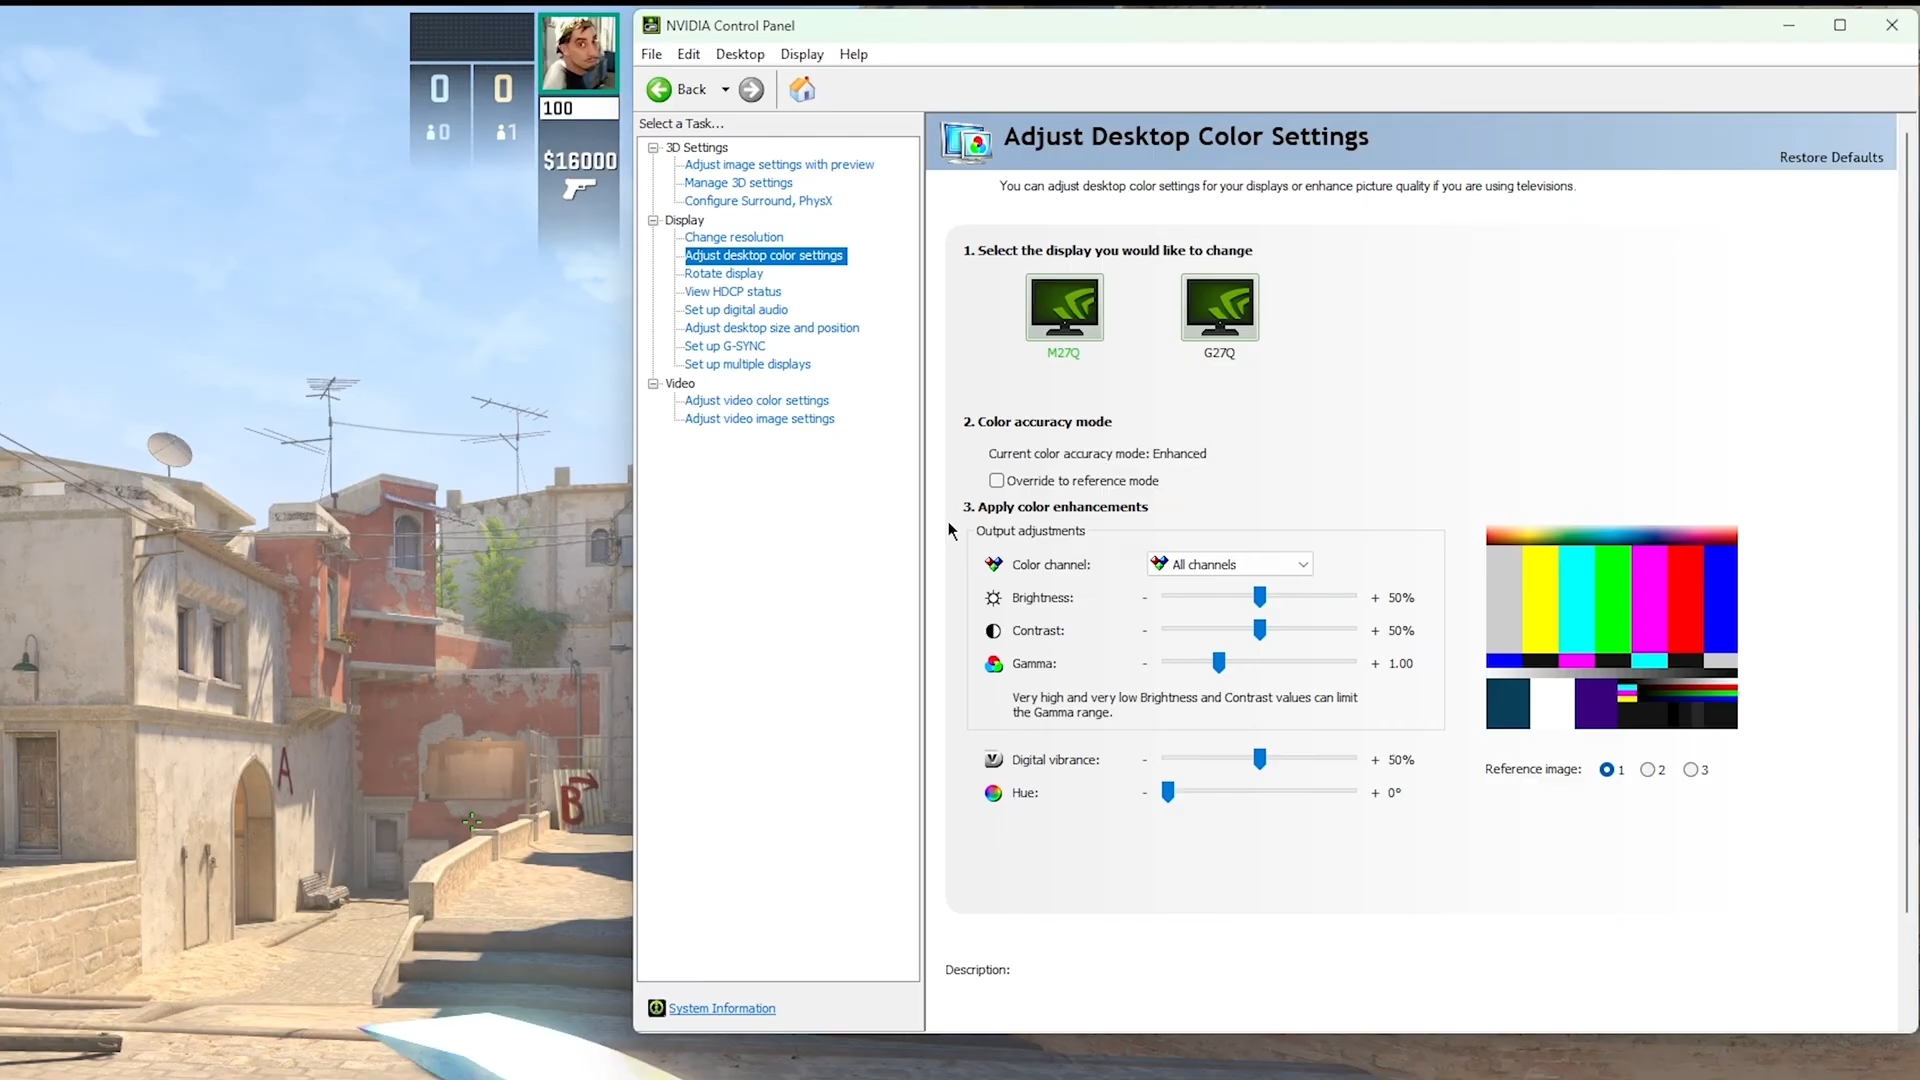 0 0
0 1
100
$16000
A
B
NVIDIA Control Panel
File Edit Desktop Display Help
Back
Select a Task...
3D Settings
Adjust image settings with preview
Manage 3D settings
Configure Surround, PhysX
Display
Change resolution
Adjust desktop color settings
Rotate display
View HDCP status
Set up digital audio
Adjust desktop size and position
Set up G-SYNC
Set up multiple displays
Video
Adjust video color settings
Adjust video image settings
System Information
Adjust Desktop Color Settings
Restore Defaults
You can adjust desktop color settings for your displays or enhance picture quality if you are using televisions.
1. Select the display you would like to change
M27Q G27Q
2. Color accuracy mode
Current color accuracy mode: Enhanced
Override to reference mode
3. Apply color enhancements
Output adjustments
Color channel: All channels
Brightness: - + 50%
Contrast: - + 50%
Gamma: - + 1.00
Very high and very low Brightness and Contrast values can limit
the Gamma range.
Digital vibrance: - + 50%
Hue: - + 0°
Reference image: 1 2 3
Description: